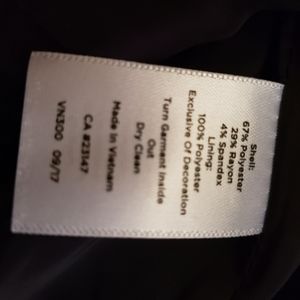 Shell:
67% Polyester
29% Rayon
4% Spandex
Lining:
100% Polyester
Exclusive Of Decoration
Turn Garment Inside
Out
Dry Clean
Made In Vietnam
CA #23147
VN300 09/17